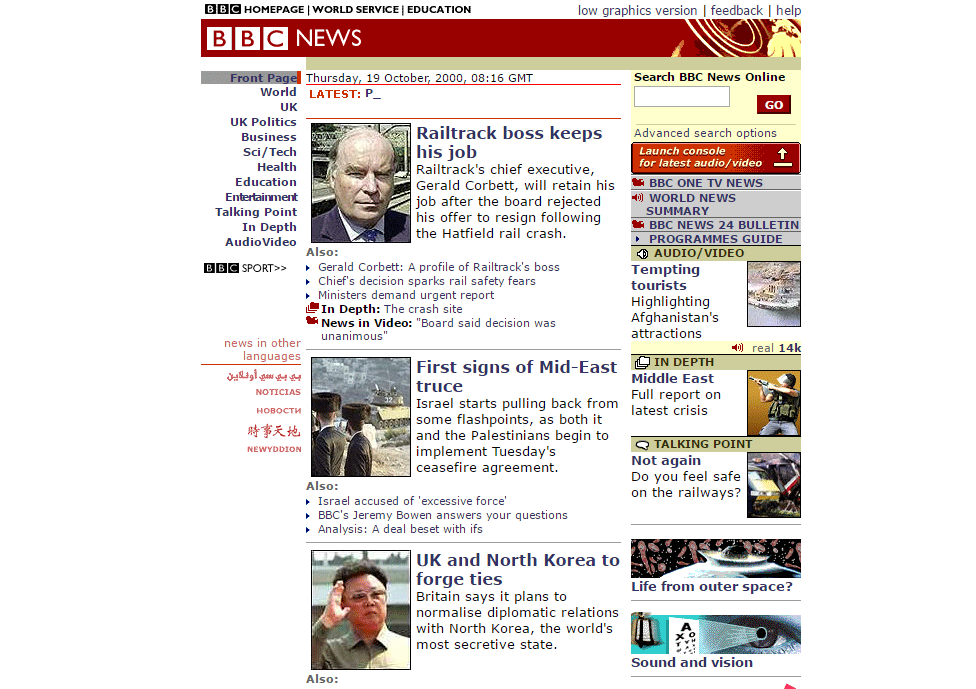 BBC HOMEPAGE | WORLD SERVICE | EDUCATION
low graphics version | feedback | help
BBC NEWS
Front Page
World
UK
UK Politics
Business
Sci/Tech
Health
Education
Entertainment
Talking Point
In Depth
AudioVideo
BBC SPORT>>
news in other
languages
بي بي سي أونلاين
NOTICIAS
НОВОСТИ
時事天地
NEWYDDION
Thursday, 19 October, 2000, 08:16 GMT
LATEST: P_
Railtrack boss keeps
his job
Railtrack's chief executive,
Gerald Corbett, will retain his
job after the board rejected
his offer to resign following
the Hatfield rail crash.
Also:
Gerald Corbett: A profile of Railtrack's boss
Chief's decision sparks rail safety fears
Ministers demand urgent report
In Depth: The crash site
News in Video: "Board said decision was
unanimous"
First signs of Mid-East
truce
Israel starts pulling back from
some flashpoints, as both it
and the Palestinians begin to
implement Tuesday's
ceasefire agreement.
Also:
Israel accused of 'excessive force'
BBC's Jeremy Bowen answers your questions
Analysis: A deal beset with ifs
UK and North Korea to
forge ties
Britain says it plans to
normalise diplomatic relations
with North Korea, the world's
most secretive state.
Also:
Search BBC News Online
GO
Advanced search options
Launch console
for latest audio/video
BBC ONE TV NEWS
WORLD NEWS
SUMMARY
BBC NEWS 24 BULLETIN
PROGRAMMES GUIDE
AUDIO/VIDEO
Tempting
tourists
Highlighting
Afghanistan's
attractions
real 14k
IN DEPTH
Middle East
Full report on
latest crisis
TALKING POINT
Not again
Do you feel safe
on the railways?
Life from outer space?
Sound and vision